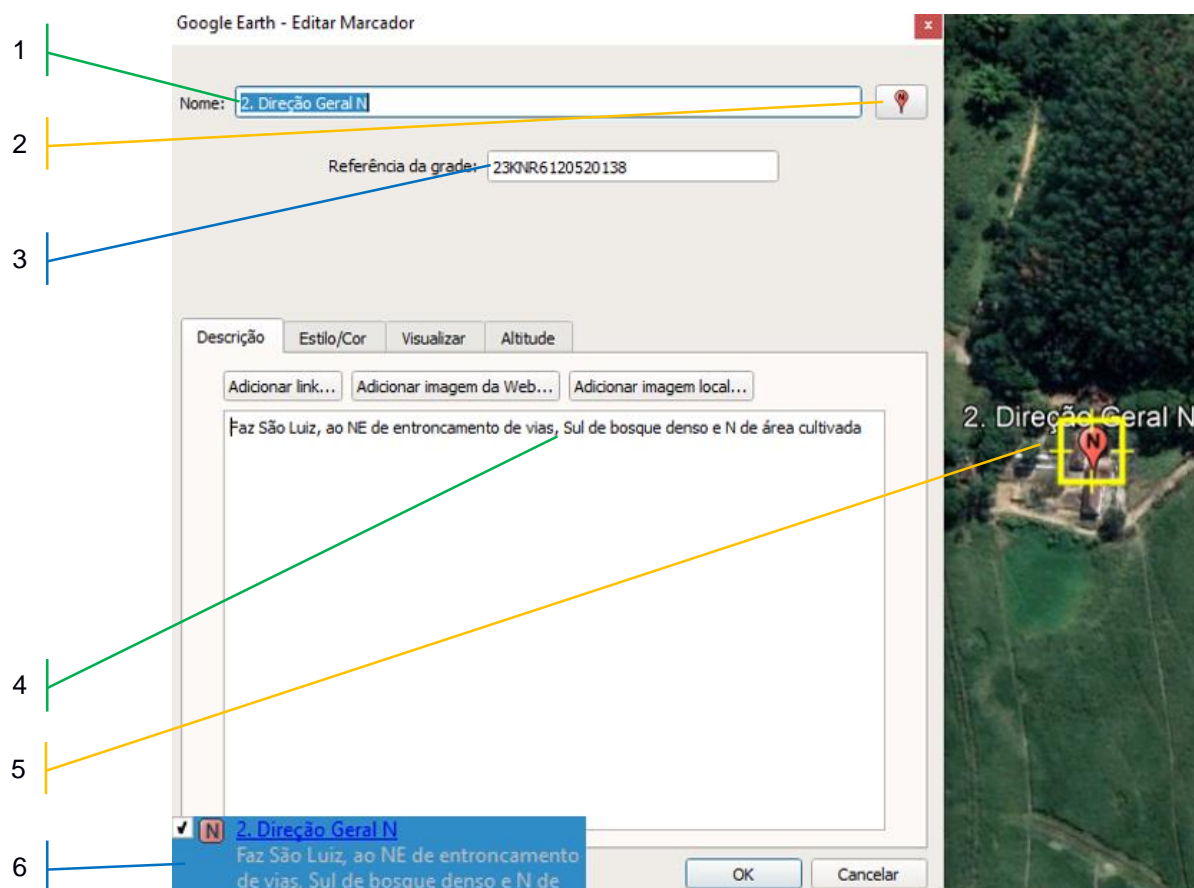 Google Earth - Editar Marcador
x
1
Nome: 2. Direção Geral N
N
2
Referência da grade: 23KNR6120520138
3
Descrição Estilo/Cor Visualizar Altitude
Adicionar link... Adicionar imagem da Web... Adicionar imagem local...
Faz São Luiz, ao NE de entroncamento de vias, Sul de bosque denso e N de área cultivada
2. Direção Geral N
N
4
5
N 2. Direção Geral N
Faz São Luiz, ao NE de entroncamento
de vias, Sul de bosque denso e N de
6
OK Cancelar